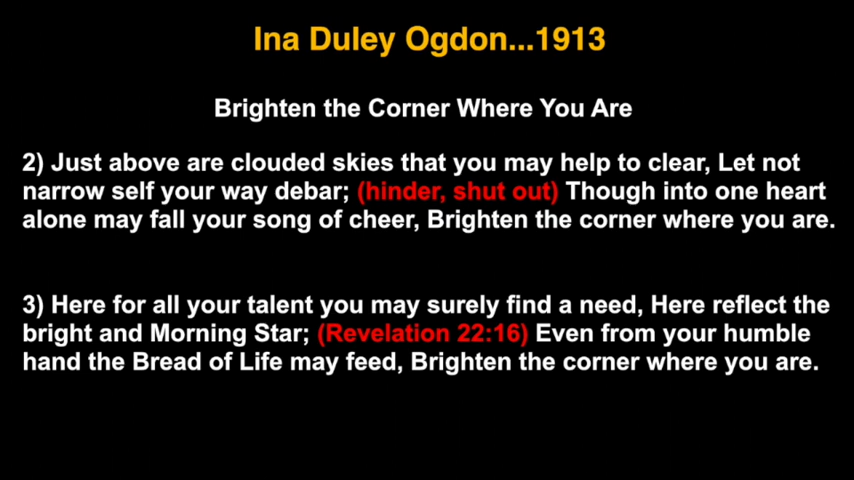 Ina Duley Ogdon...1913
Brighten the Corner Where You Are
2) Just above are clouded skies that you may help to clear, Let not
narrow self your way debar; (hinder, shut out) Though into one heart
alone may fall your song of cheer, Brighten the corner where you are.
3) Here for all your talent you may surely find a need, Here reflect the
bright and Morning Star; (Revelation 22:16) Even from your humble
hand the Bread of Life may feed, Brighten the corner where you are.